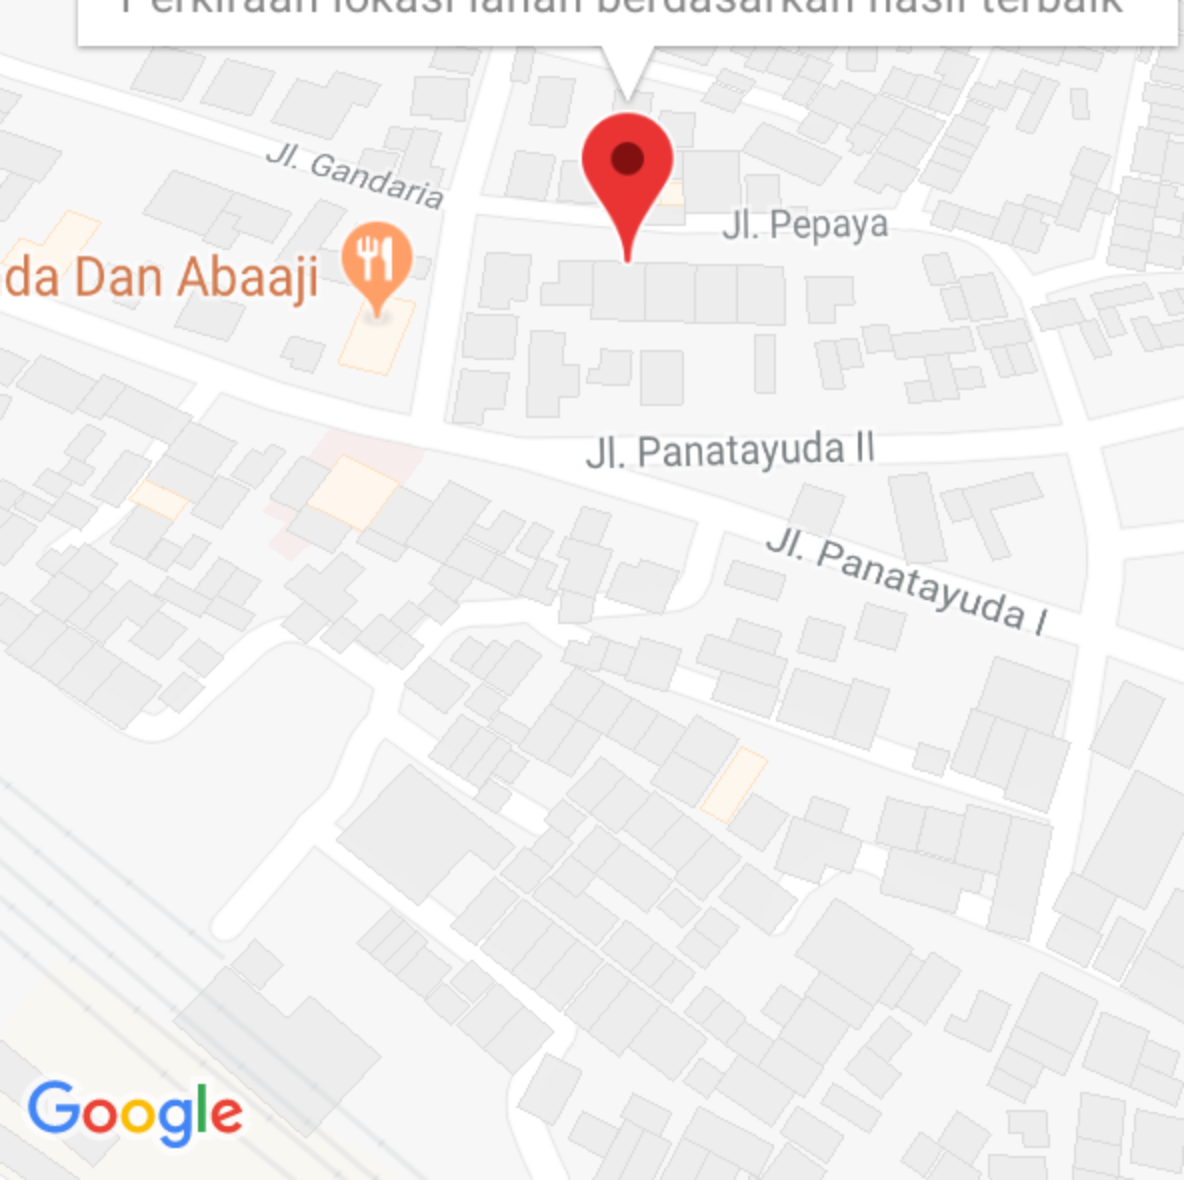 Perkiraan lokasi lahan berdasarkan hasil terbaik
Jl. Gandaria
Jl. Pepaya
da Dan Abaaji
Jl. Panatayuda II
Jl. Panatayuda I
Google